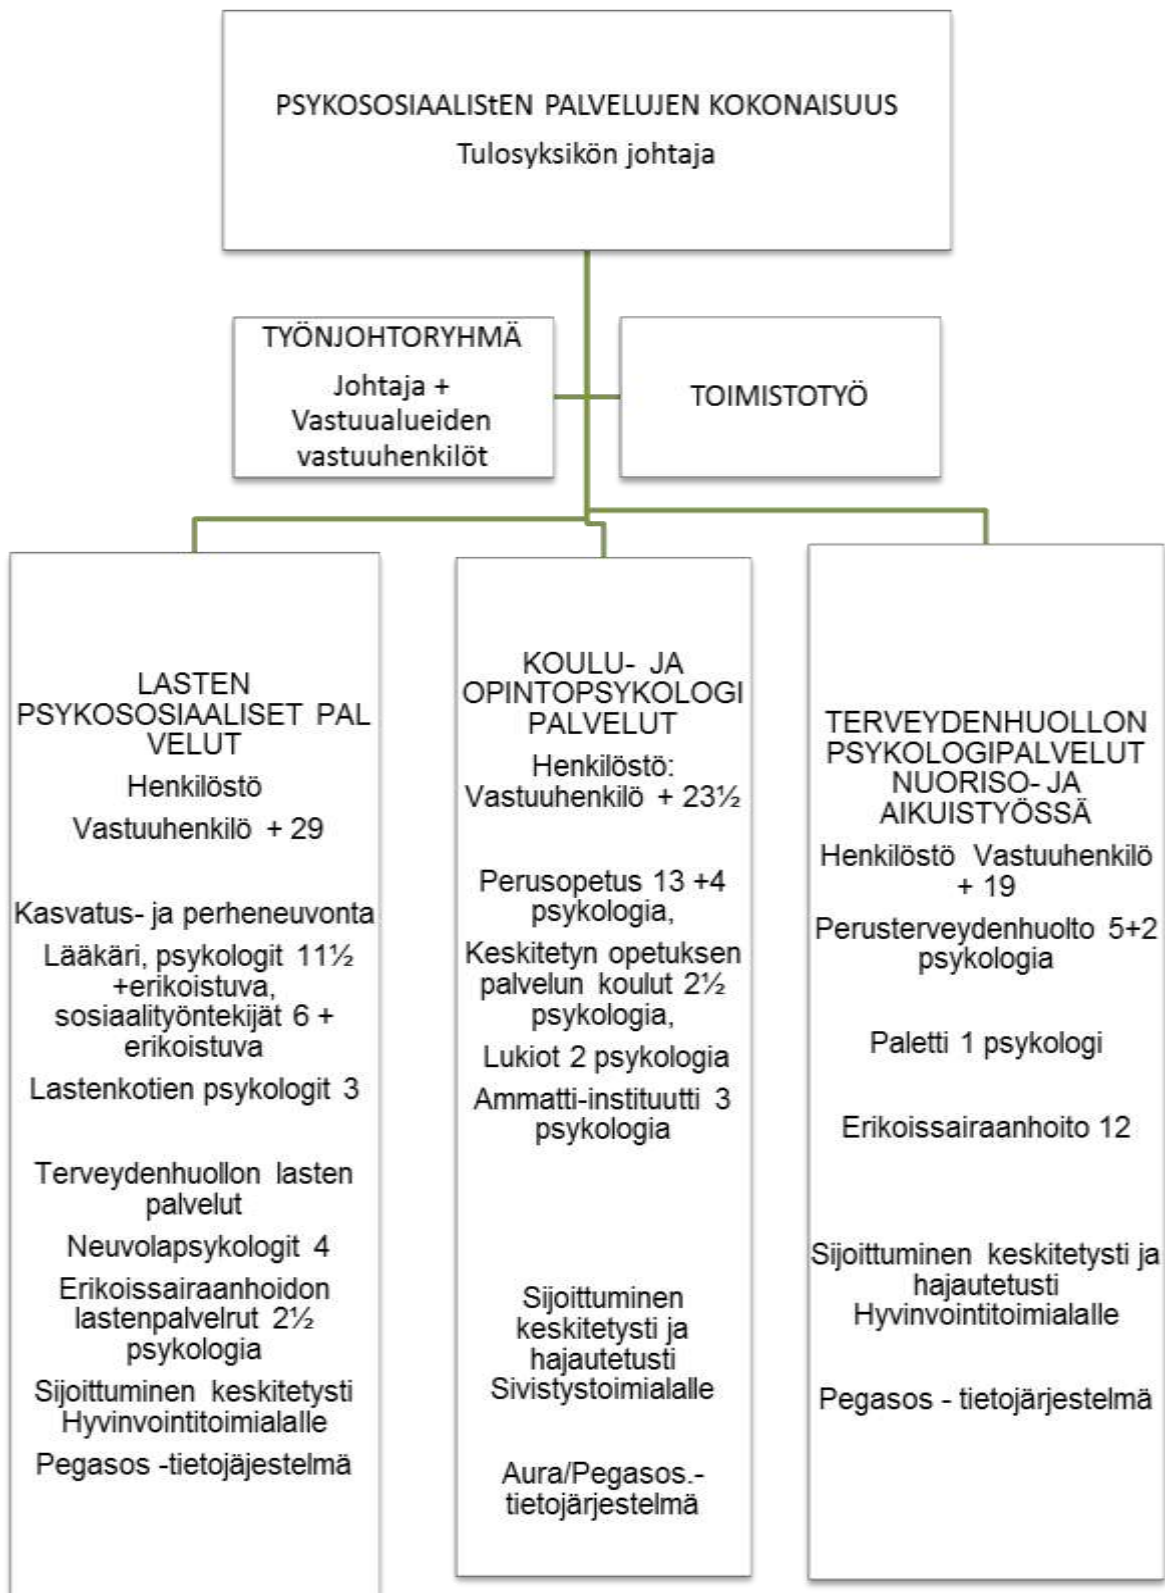 PSYKOSOSIAALIStEN PALVELUJEN KOKONAISUUS
Tulosyksikön johtaja
TYÖNJOHTORYHMÄ
Johtaja +
Vastuualueiden
vastuuhenkilöt
TOIMISTOTYÖ
LASTEN
PSYKOSOSIAALISET PAL
VELUT
Henkilöstö
Vastuuhenkilö + 29
Kasvatus- ja perheneuvonta
Lääkäri, psykologit 11½
+erikoistuva,
sosiaalityöntekijät 6 +
erikoistuva
Lastenkotien psykologit 3
Terveydenhuollon lasten
palvelut
Neuvolapsykologit 4
Erikoissairaanhoidon
lastenpalvelrut 2½
psykologia
Sijoittuminen keskitetysti
Hyvinvointitoimialalle
Pegasos -tietojäjestelmä
KOULU- JA
OPINTOPSYKOLOGI
PALVELUT
Henkilöstö:
Vastuuhenkilö + 23½
Perusopetus 13 +4
psykologia,
Keskitetyn opetuksen
palvelun koulut 2½
psykologia,
Lukiot 2 psykologia
Ammatti-instituutti 3
psykologia
Sijoittuminen
keskitetysti ja
hajautetusti
Sivistystoimialalle
Aura/Pegasos.-
tietojärjestelmä
TERVEYDENHUOLLON
PSYKOLOGIPALVELUT
NUORISO- JA
AIKUISTYÖSSÄ
Henkilöstö Vastuuhenkilö
+ 19
Perusterveydenhuolto 5+2
psykologia
Paletti 1 psykologi
Erikoissairaanhoito 12
Sijoittuminen keskitetysti ja
hajautetusti
Hyvinvointitoimialalle
Pegasos - tietojärjestelmä